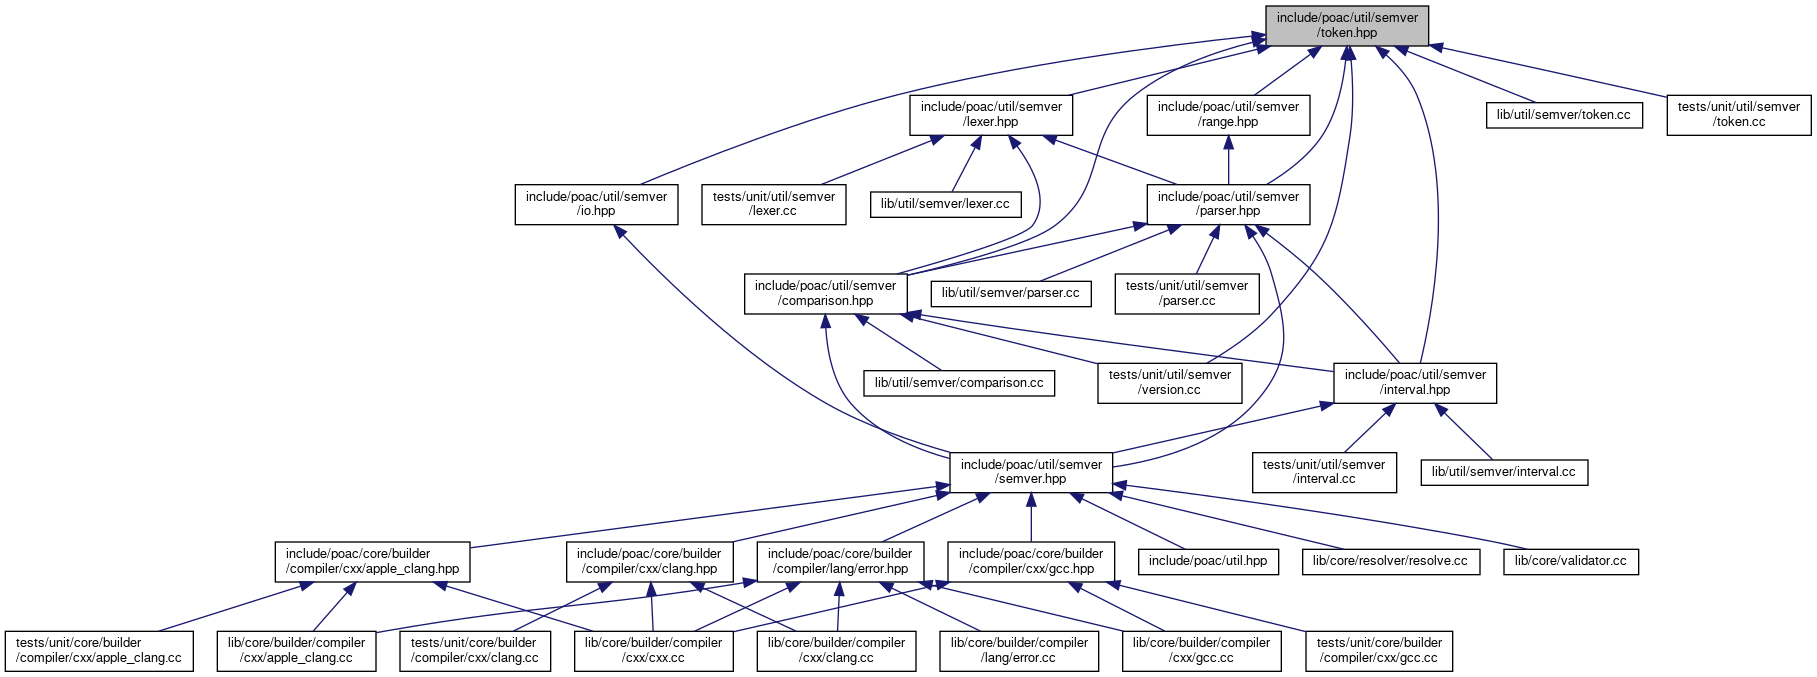 include/poac/util/semver
/token.hpp
include/poac/util/semver
/lexer.hpp
include/poac/util/semver
/range.hpp
lib/util/semver/token.cc
tests/unit/util/semver
/token.cc
include/poac/util/semver
/io.hpp
tests/unit/util/semver
/lexer.cc
lib/util/semver/lexer.cc
include/poac/util/semver
/parser.hpp
include/poac/util/semver
/comparison.hpp
lib/util/semver/parser.cc
tests/unit/util/semver
/parser.cc
lib/util/semver/comparison.cc
tests/unit/util/semver
/version.cc
include/poac/util/semver
/interval.hpp
include/poac/util/semver
/semver.hpp
tests/unit/util/semver
/interval.cc
lib/util/semver/interval.cc
include/poac/core/builder
/compiler/cxx/apple_clang.hpp
include/poac/core/builder
/compiler/cxx/clang.hpp
include/poac/core/builder
/compiler/lang/error.hpp
include/poac/core/builder
/compiler/cxx/gcc.hpp
include/poac/util.hpp
lib/core/resolver/resolve.cc
lib/core/validator.cc
tests/unit/core/builder
/compiler/cxx/apple_clang.cc
lib/core/builder/compiler
/cxx/apple_clang.cc
tests/unit/core/builder
/compiler/cxx/clang.cc
lib/core/builder/compiler
/cxx/cxx.cc
lib/core/builder/compiler
/cxx/clang.cc
lib/core/builder/compiler
/lang/error.cc
lib/core/builder/compiler
/cxx/gcc.cc
tests/unit/core/builder
/compiler/cxx/gcc.cc